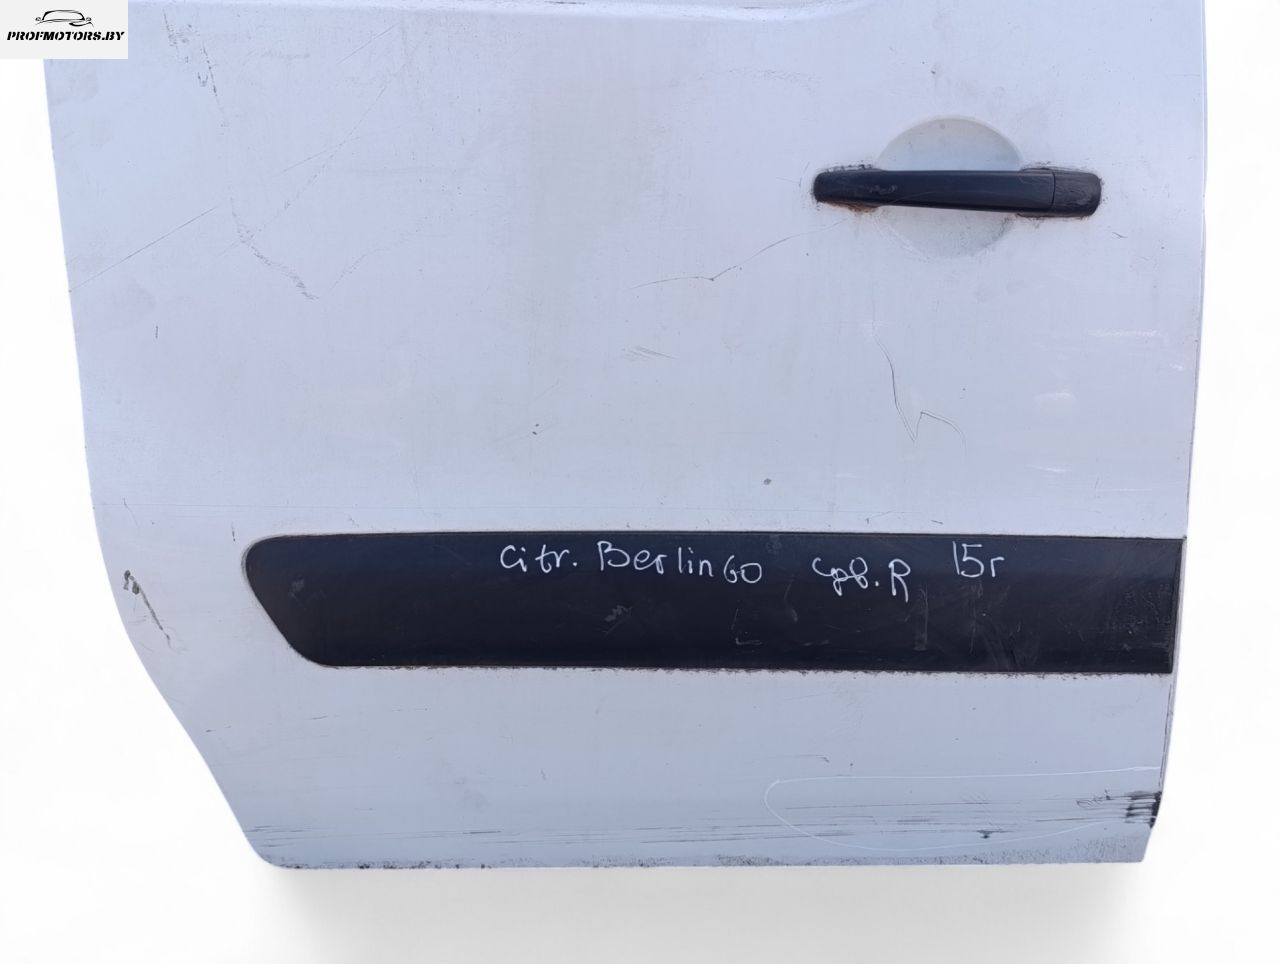 PROFMOTORS.BY
Citr. Berlingo сдв. R 15г